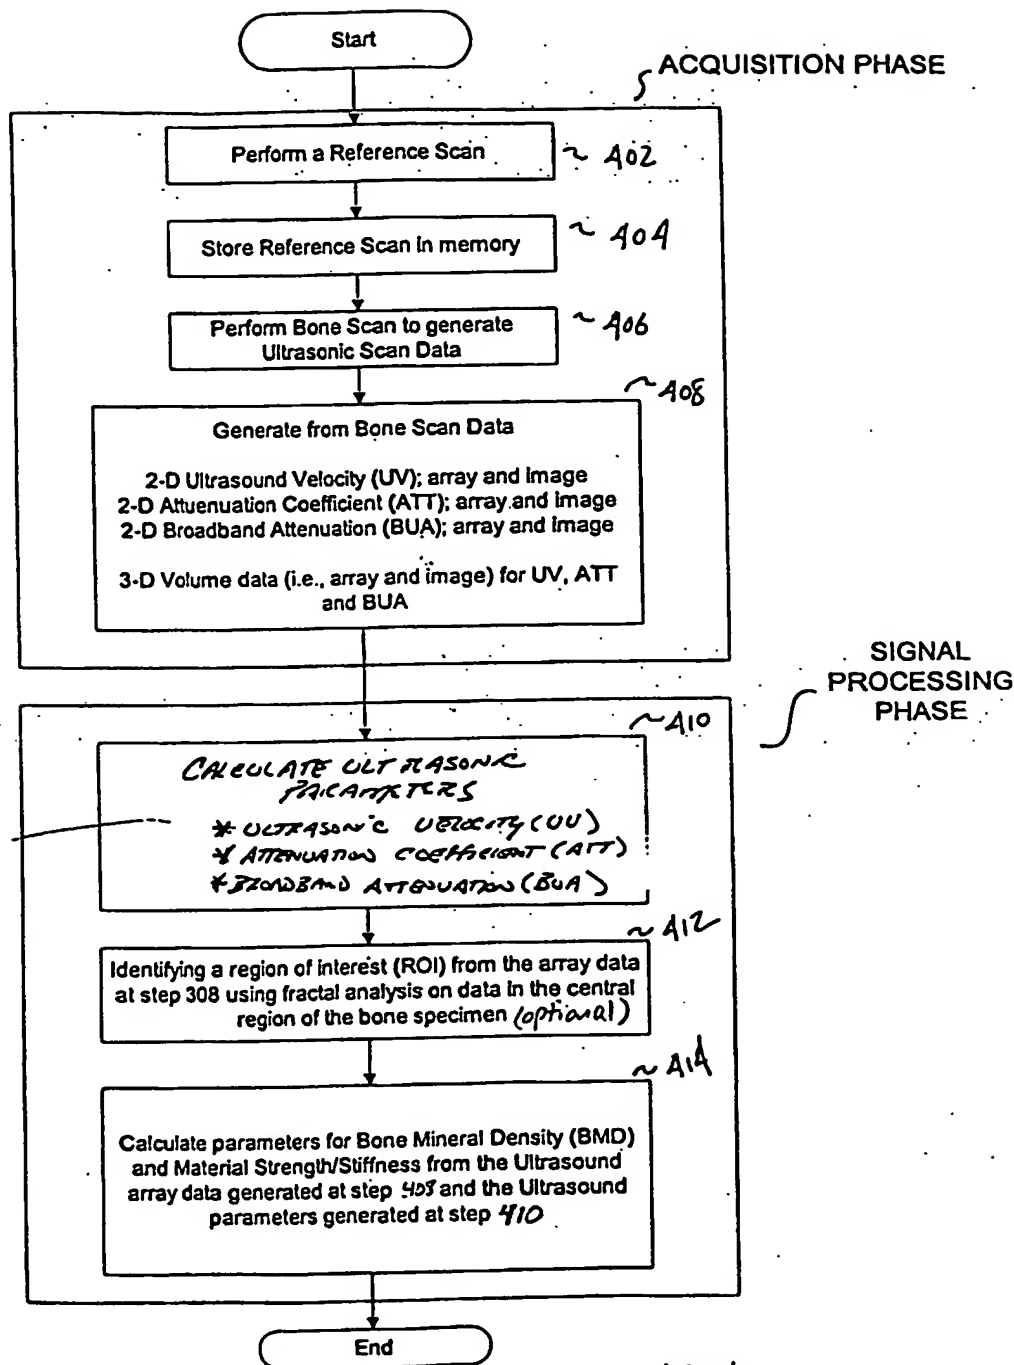 Start
ACQUISITION PHASE
Perform a Reference Scan
~ 402
Store Reference Scan in memory
~ 404
Perform Bone Scan to generate
Ultrasonic Scan Data
~ 406
~ 408
Generate from Bone Scan Data
2-D Ultrasound Velocity (UV); array and image
2-D Attuenuation Coefficient (ATT); array and image
2-D Broadband Attenuation (BUA); array and image
3-D Volume data (i.e., array and image) for UV, ATT
and BUA
SIGNAL
PROCESSING
PHASE
~ 410
CALCULATE ULTRASONIC
PARAMETERS
* ULTRASONIC VELOCITY (UV)
* ATTENUATION COEFFICIENT (ATT)
* BROADBAND ATTENUATION (BUA)
~ 412
Identifying a region of interest (ROI) from the array data
at step 308 using fractal analysis on data in the central
region of the bone specimen (optional)
~ 414
Calculate parameters for Bone Mineral Density (BMD)
and Material Strength/Stiffness from the Ultrasound
array data generated at step 408 and the Ultrasound
parameters generated at step 410
End